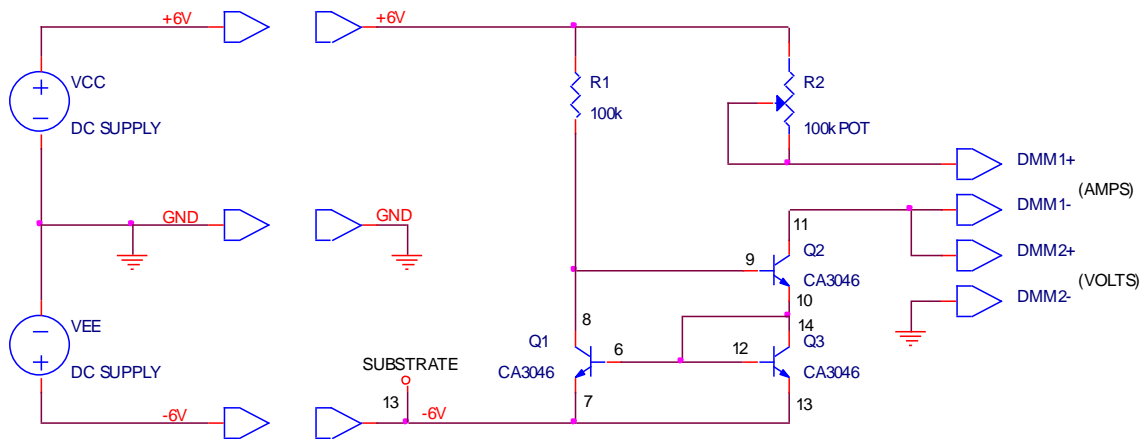 +6V
+6V
VCC
+
−
DC SUPPLY
R1
100k
R2
100k POT
DMM1+
(AMPS)
DMM1-
GND
GND
11
DMM2+
Q2
9
CA3046
(VOLTS)
10
DMM2-
VEE
−
+
DC SUPPLY
8
14
Q1
6
12
Q3
SUBSTRATE
CA3046
CA3046
13
7
13
-6V
-6V